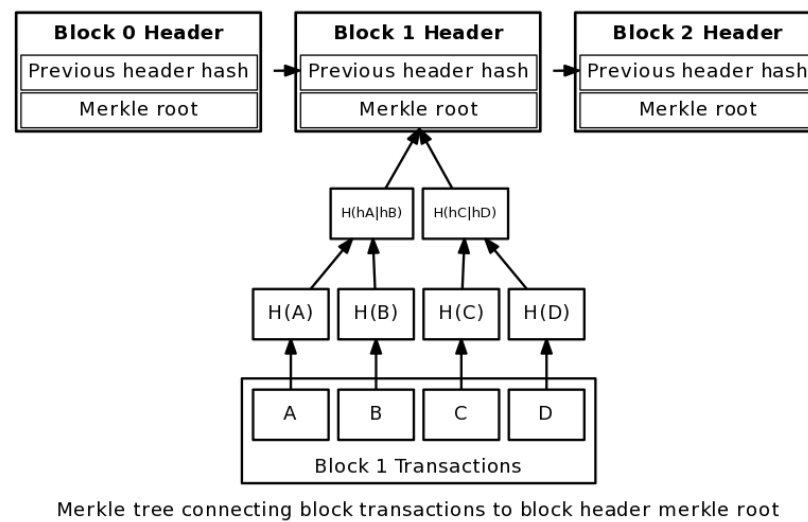 Block 0 Header
Previous header hash
Merkle root
Block 1 Header
Previous header hash
Merkle root
Block 2 Header
Previous header hash
Merkle root
H(hA|hB)
H(hC|hD)
H(A)
H(B)
H(C)
H(D)
A
B
C
D
Block 1 Transactions
Merkle tree connecting block transactions to block header merkle root